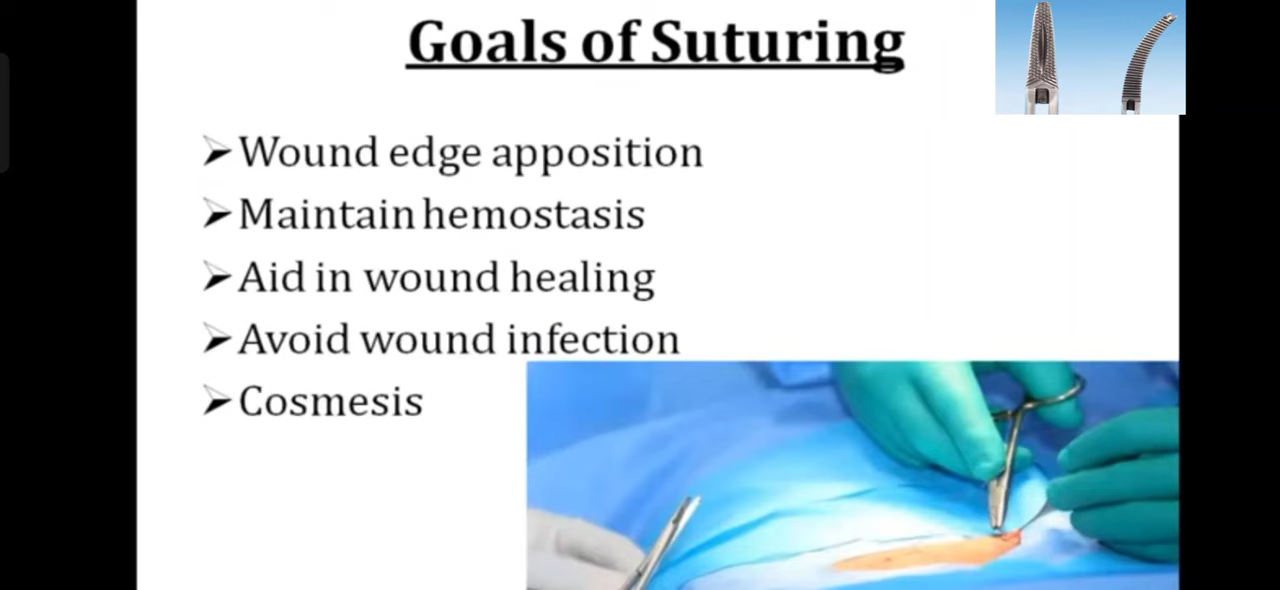 Goals of Suturing
Wound edge apposition
Maintain hemostasis
Aid in wound healing
Avoid wound infection
Cosmesis